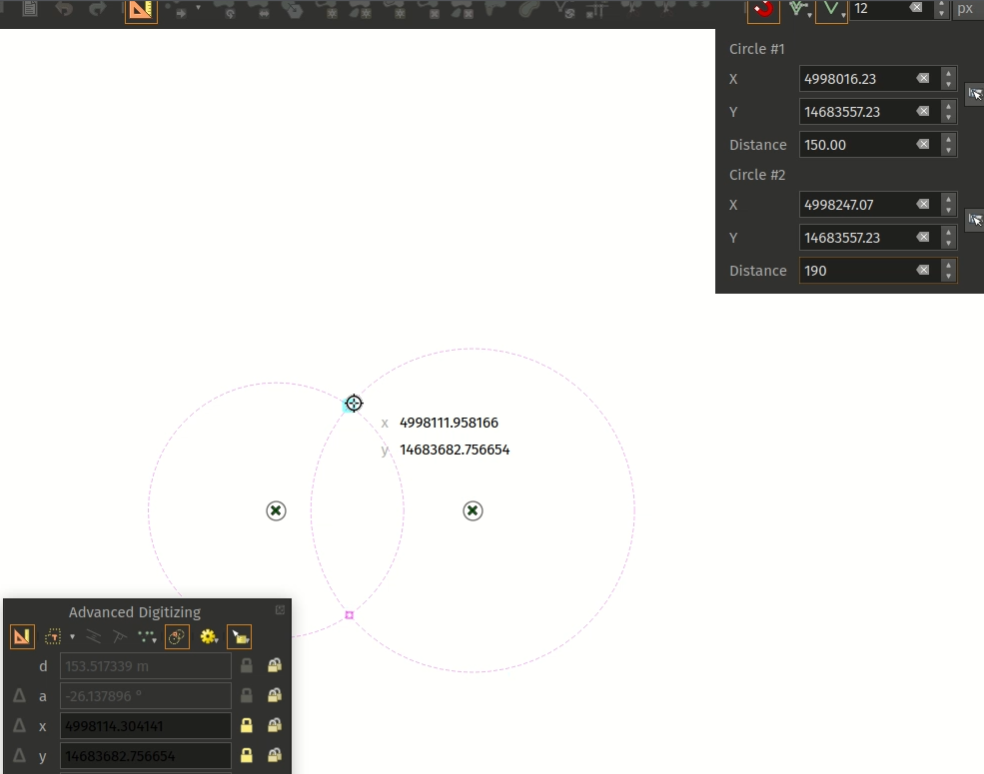 12 px
Circle #1
X 4998016.23
Y 14683557.23
Distance 150.00
Circle #2
X 4998247.07
Y 14683557.23
Distance 190
x 4998111.958166
y 14683682.756654
Advanced Digitizing
d 153.517339 m
Δ a -26.137896 °
Δ x 4998114.304141
Δ y 14683682.756654